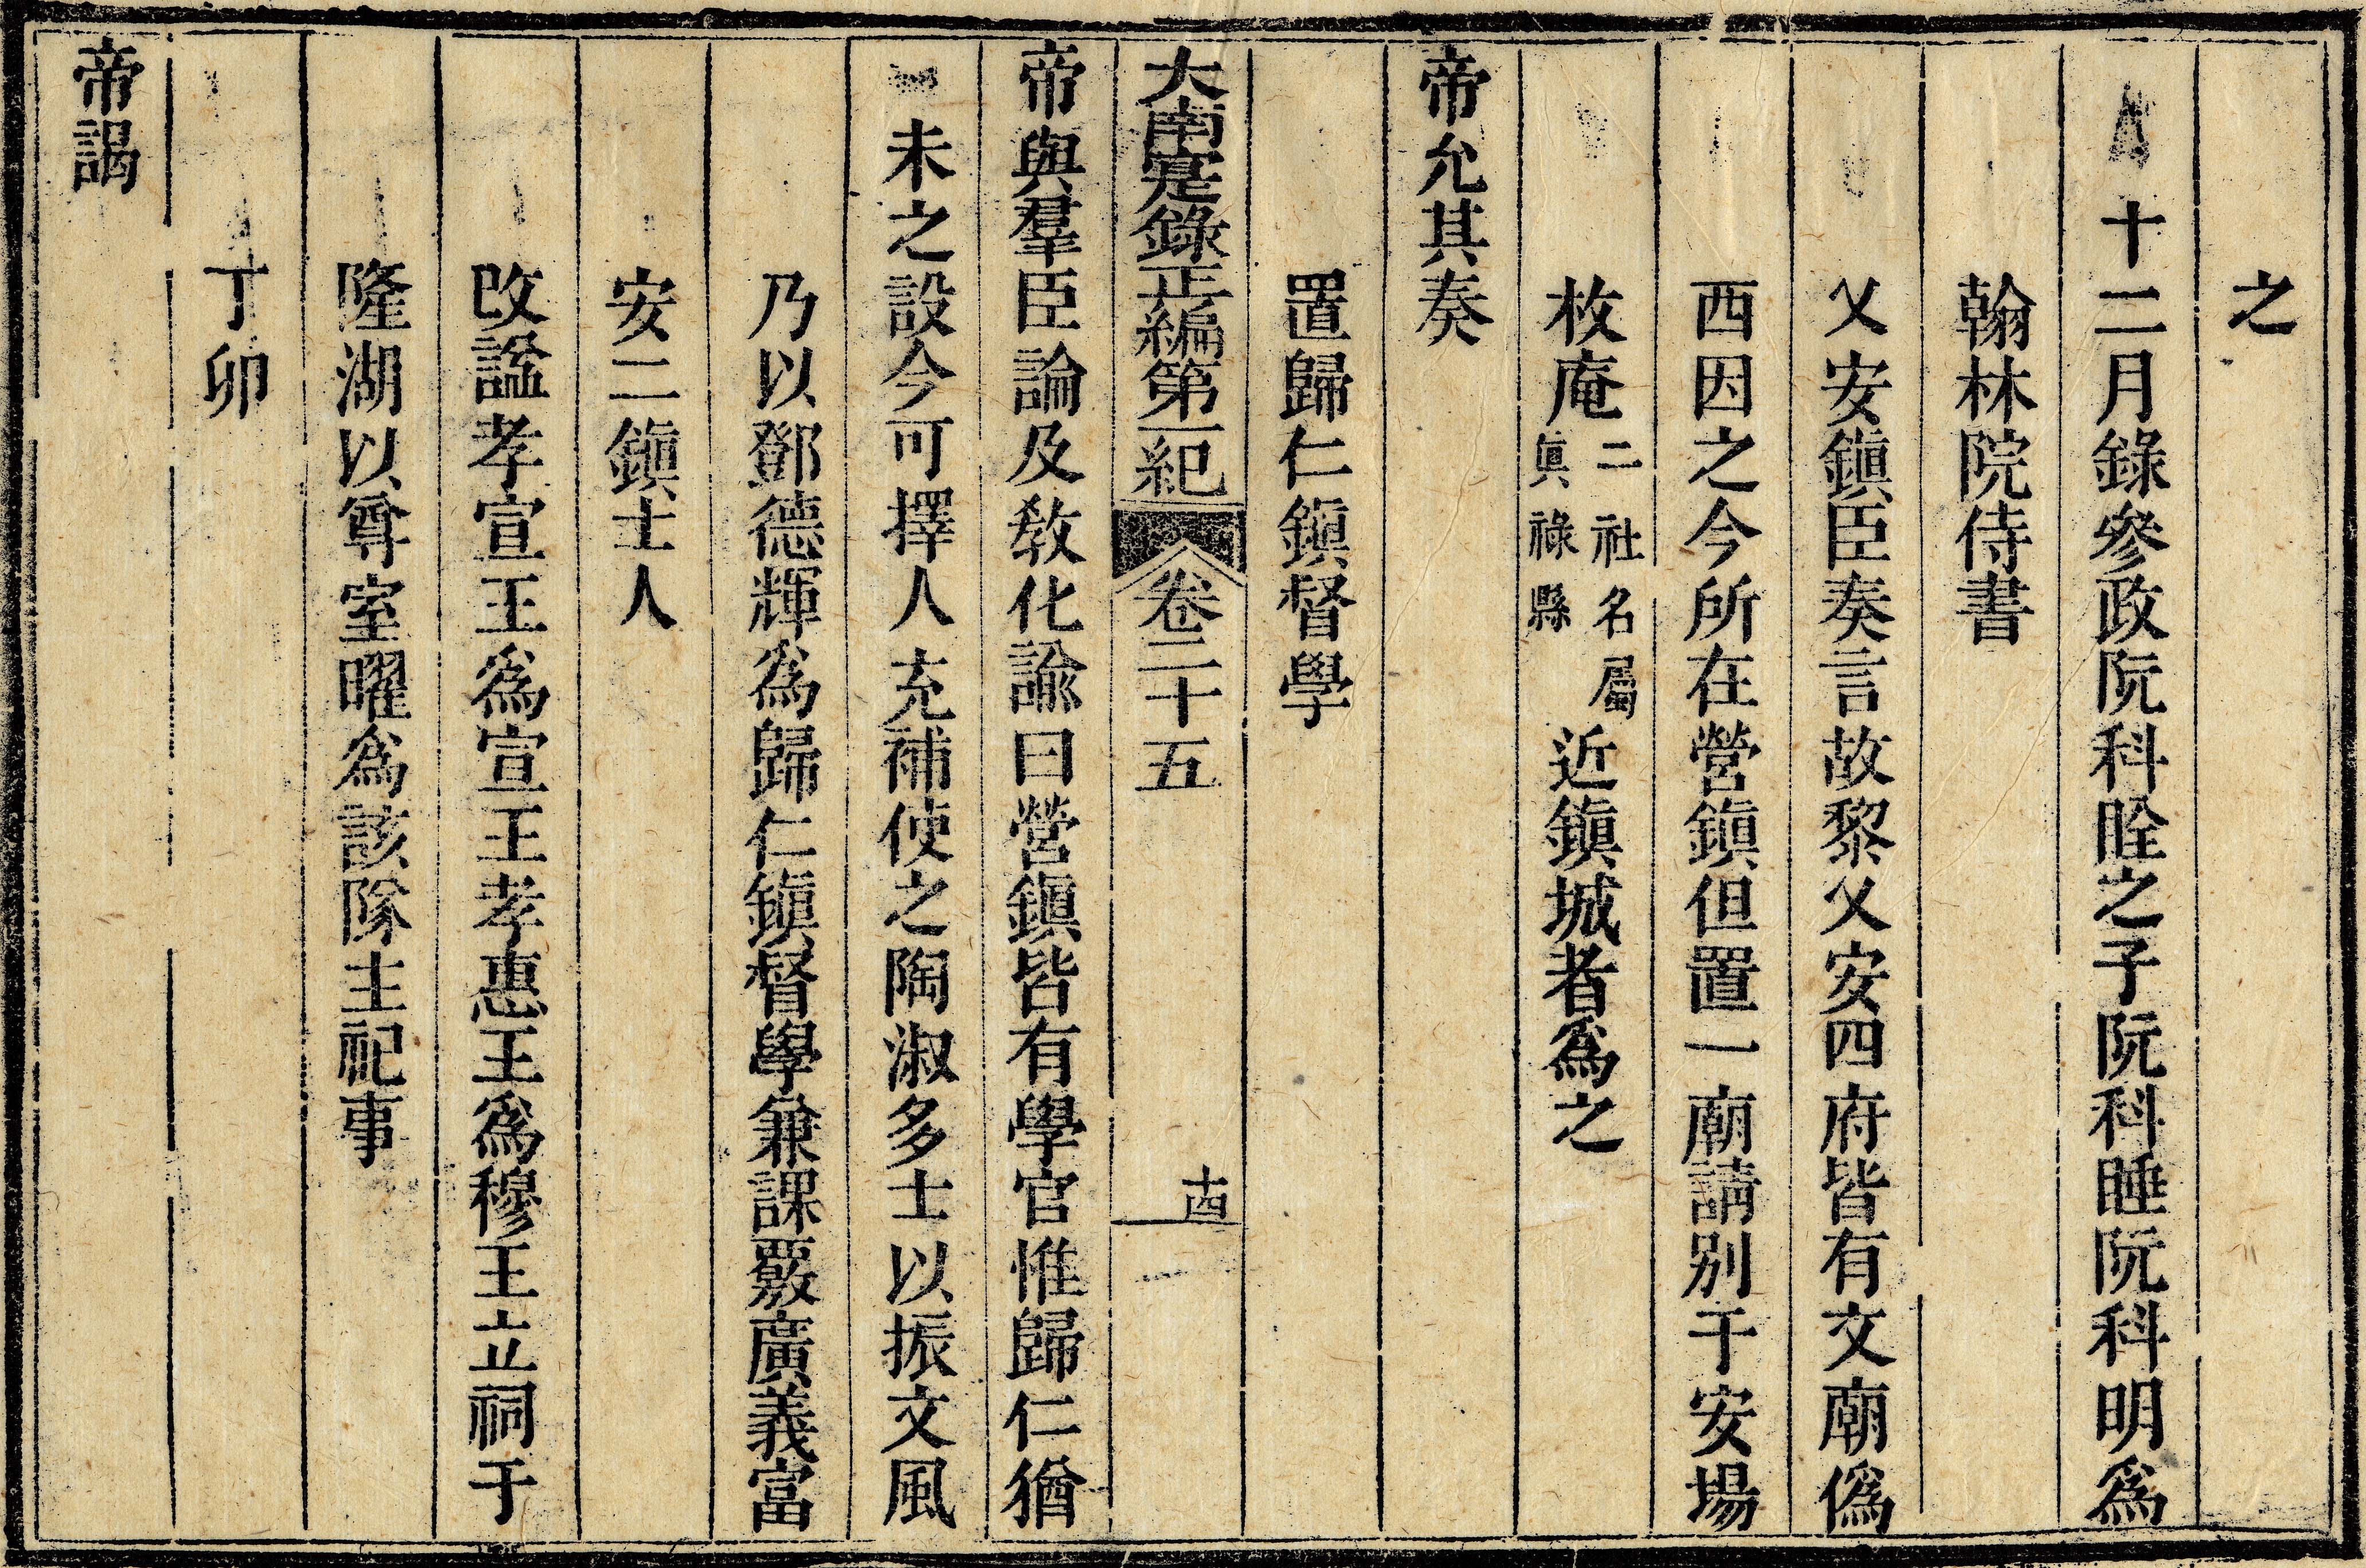 之
十二月錄參政阮科晊之子阮科睡阮科明爲
翰林院侍書
乂安鎭臣奏言故黎乂安四府皆有文廟僞
西因之今所在營鎭但置一廟請別于安場
枚庵二社名屬眞祿縣近鎭城者爲之
帝允其奏
置歸仁鎭督學
大南寔錄正編第一紀 卷二十五 十四
帝與羣臣論及敎化諭曰營鎭皆有學官惟歸仁猶
未之設今可擇人充補使之陶淑多士以振文風
乃以鄧德輝爲歸仁鎭督學兼課覈廣義富
安二鎭士人
改諡孝宣王爲宣王孝惠王爲穆王立祠于
隆湖以尊室曜爲該隊主祀事
丁卯
帝謁